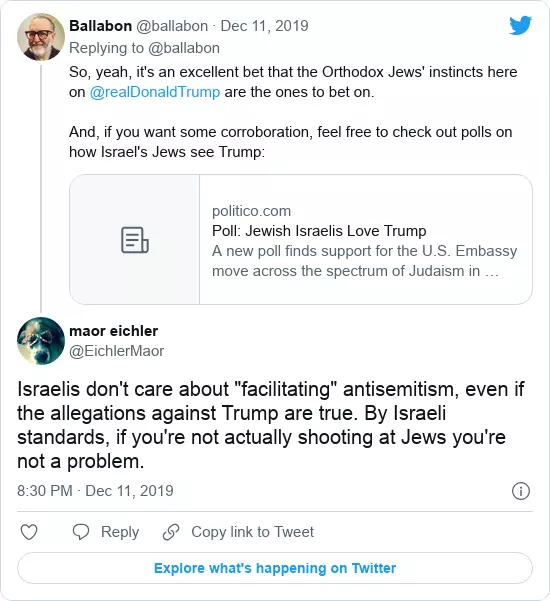 Ballabon @ballabon · Dec 11, 2019
Replying to @ballabon
So, yeah, it's an excellent bet that the Orthodox Jews' instincts here
on @realDonaldTrump are the ones to bet on.
And, if you want some corroboration, feel free to check out polls on
how Israel's Jews see Trump:
politico.com
Poll: Jewish Israelis Love Trump
A new poll finds support for the U.S. Embassy
move across the spectrum of Judaism in …
maor eichler
@EichlerMaor
Israelis don't care about "facilitating" antisemitism, even if
the allegations against Trump are true. By Israeli
standards, if you're not actually shooting at Jews you're
not a problem.
8:30 PM · Dec 11, 2019
Reply
Copy link to Tweet
Explore what's happening on Twitter